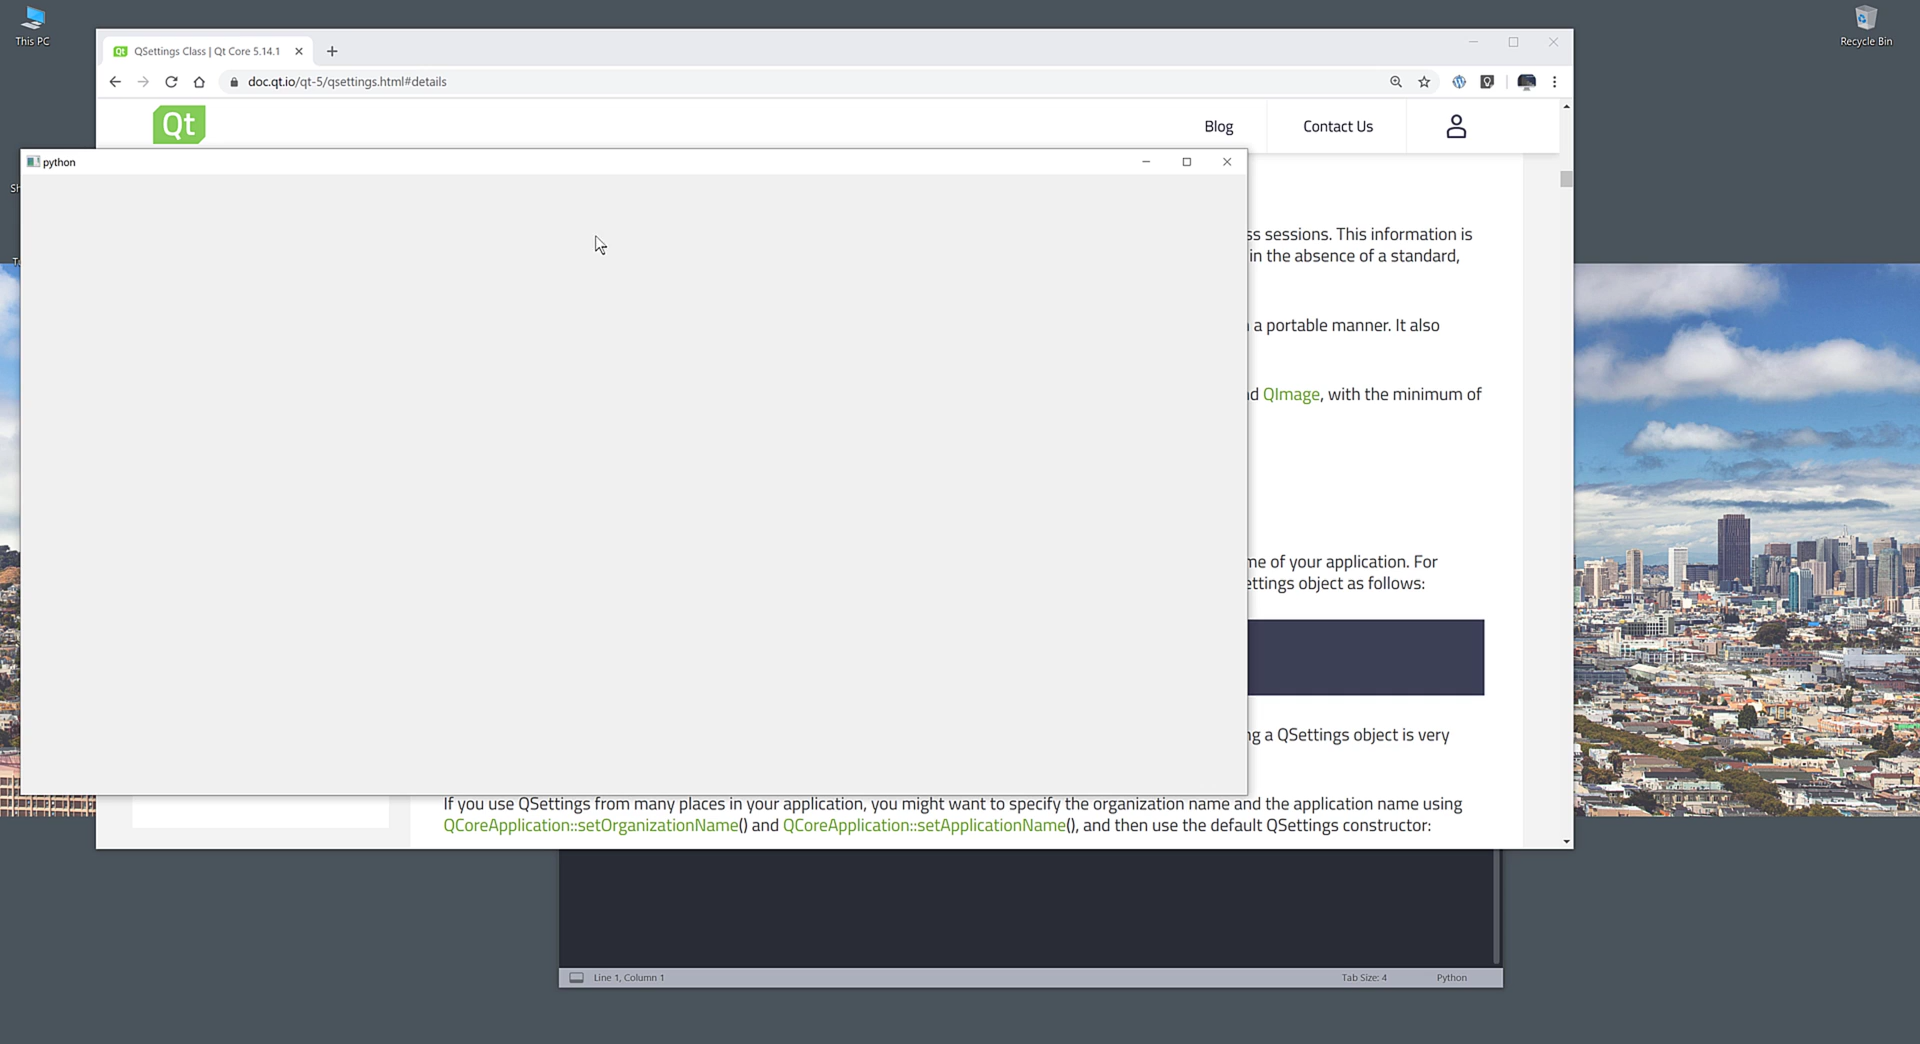 This PC
Recycle Bin
QSettings Class | Qt Core 5.14.1
doc.qt.io/qt-5/qsettings.html#details
Qt
Blog
Contact Us
python
ss sessions. This information is
in the absence of a standard,
a portable manner. It also
QImage, with the minimum of
me of your application. For
ettings object as follows:
ng a QSettings object is very
If you use QSettings from many places in your application, you might want to specify the organization name and the application name using
QCoreApplication::setOrganizationName() and QCoreApplication::setApplicationName(), and then use the default QSettings constructor:
Line 1, Column 1
Tab Size: 4
Python